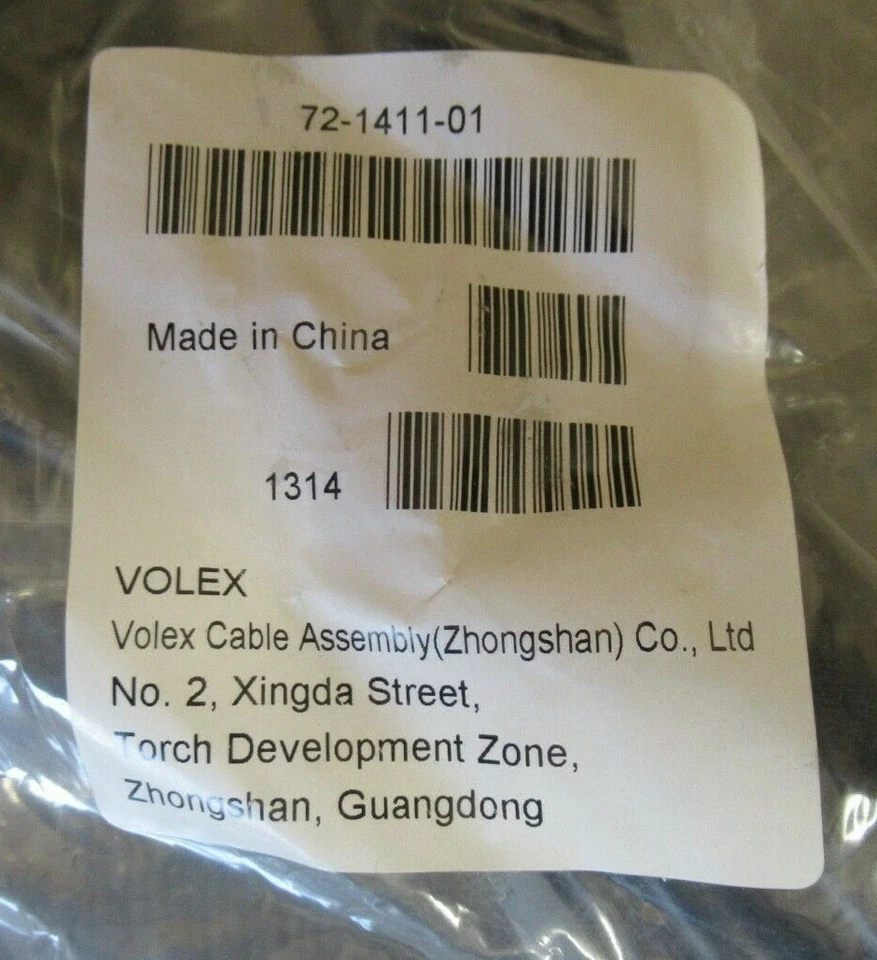 72-1411-01
Made in China
1314
VOLEX
Volex Cable Assembly(Zhongshan) Co., Ltd
No. 2, Xingda Street,
Torch Development Zone,
Zhongshan, Guangdong